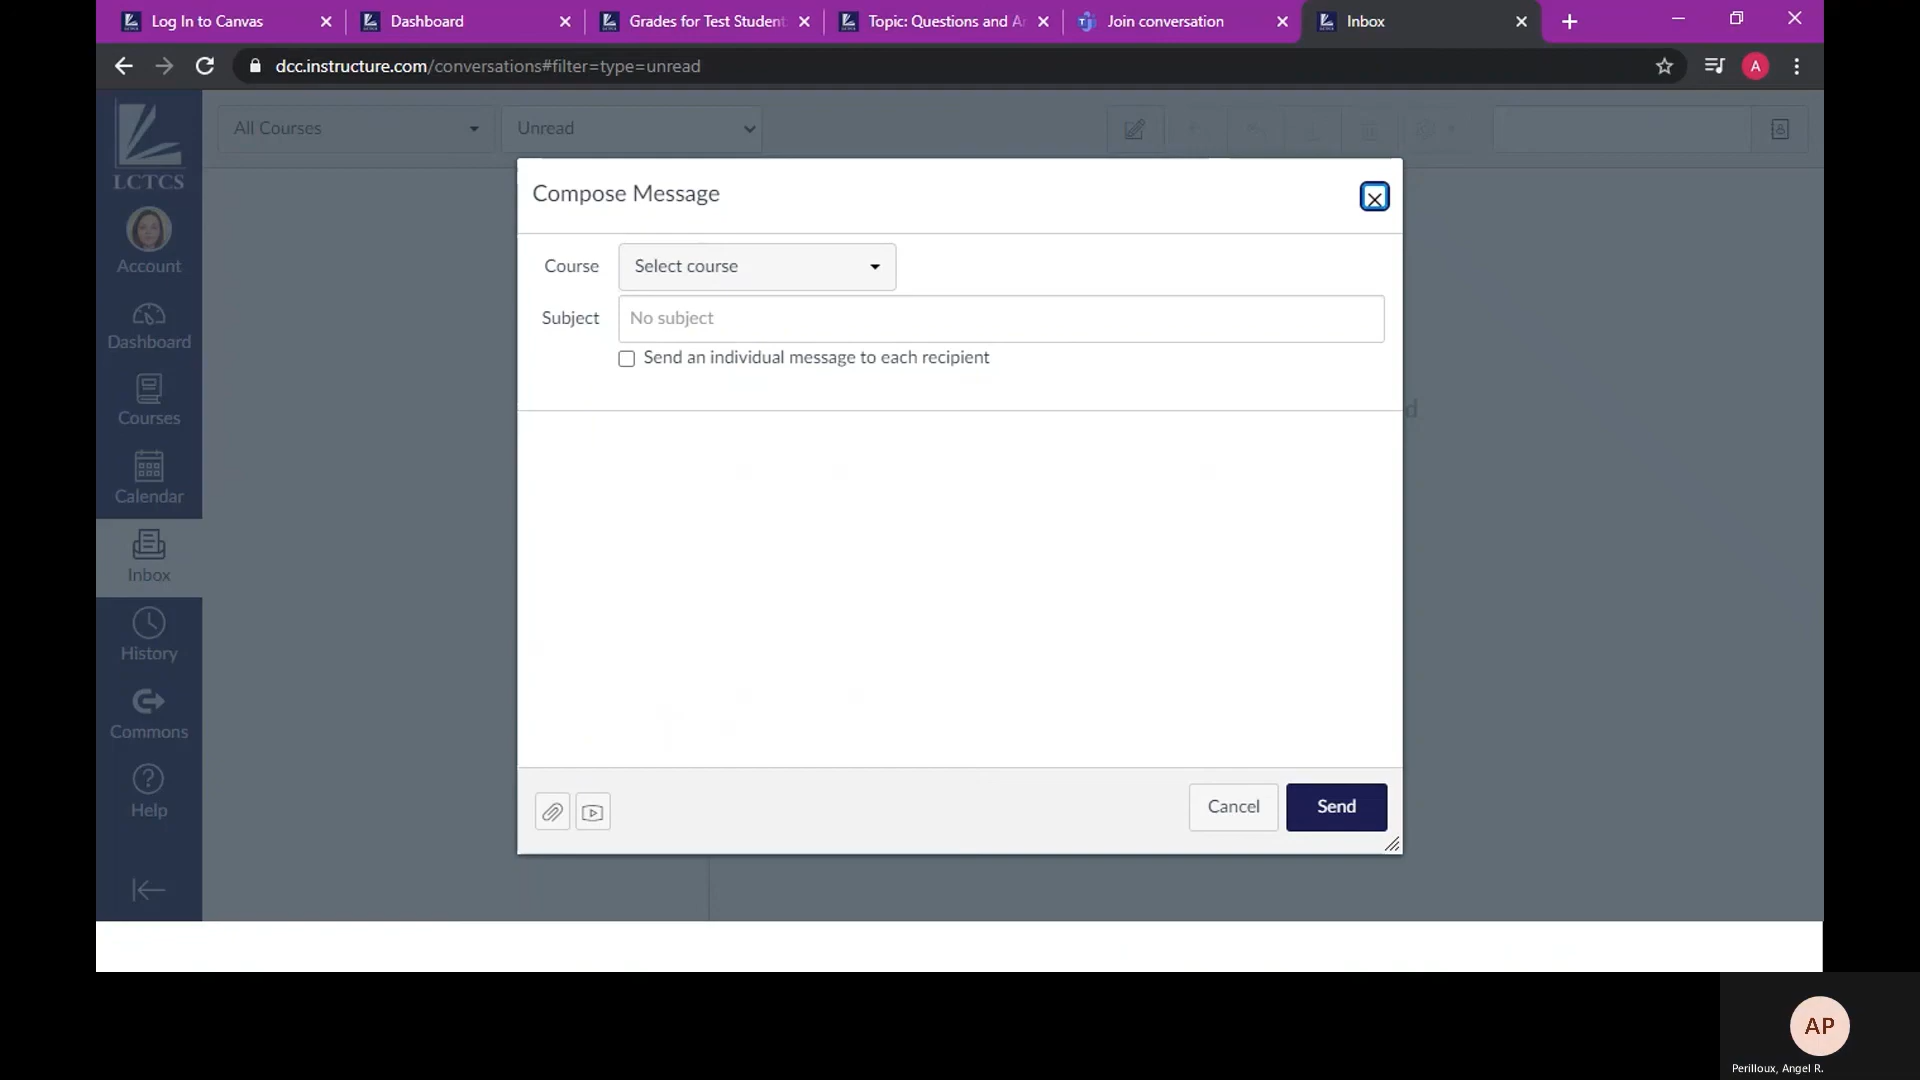 Log In to Canvas
Dashboard
Grades for Test Student
Topic: Questions and An
Join conversation
Inbox
dcc.instructure.com/conversations#filter=type=unread
A
LCTCS
All Courses
Unread
Compose Message
Course
Select course
Subject
No subject
Send an individual message to each recipient
Account
Dashboard
Courses
Calendar
Inbox
History
Commons
Help
d
Cancel
Send
AP
Perilloux, Angel R.